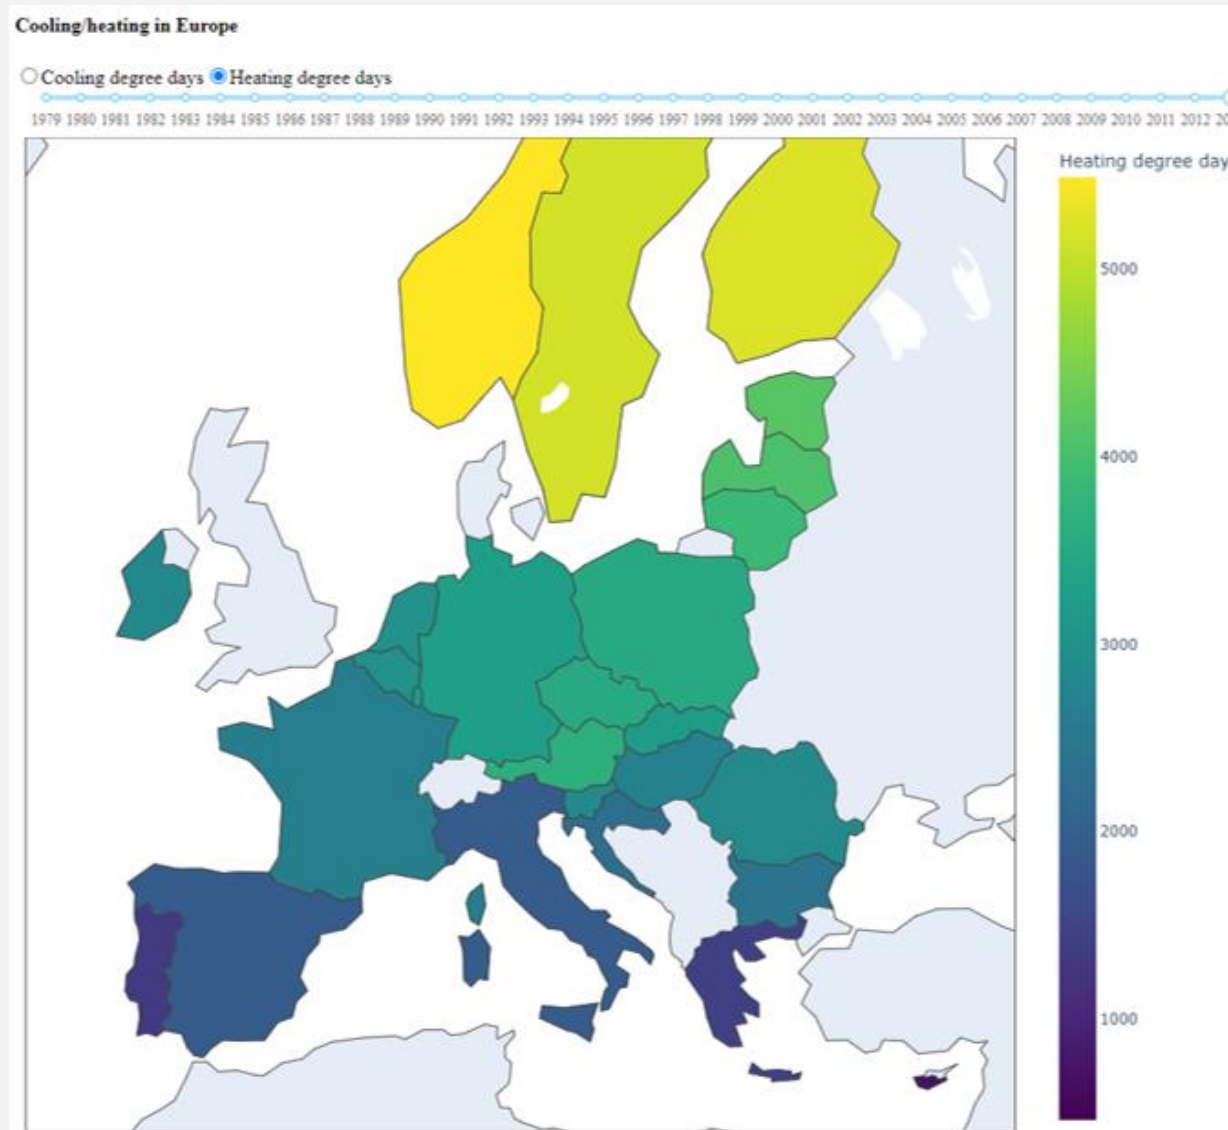 Cooling/heating in Europe
Cooling degree days Heating degree days
1979 1980 1981 1982 1983 1984 1985 1986 1987 1988 1989 1990 1991 1992 1993 1994 1995 1996 1997 1998 1999 2000 2001 2002 2003 2004 2005 2006 2007 2008 2009 2010 2011 2012
Heating degree day
5000
4000
3000
2000
1000